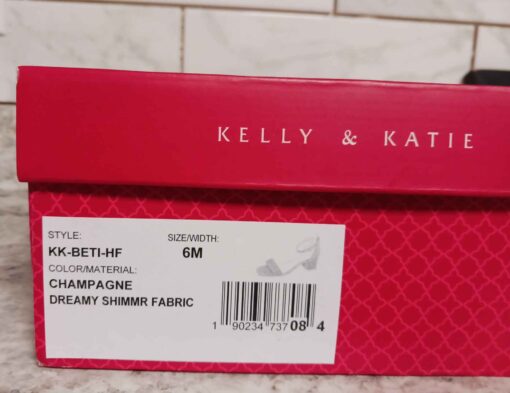 KELLY & KATIE
STYLE: SIZE/WIDTH:
KK-BETI-HF 6M
COLOR/MATERIAL:
CHAMPAGNE
DREAMY SHIMMR FABRIC
1 90234 73708 4